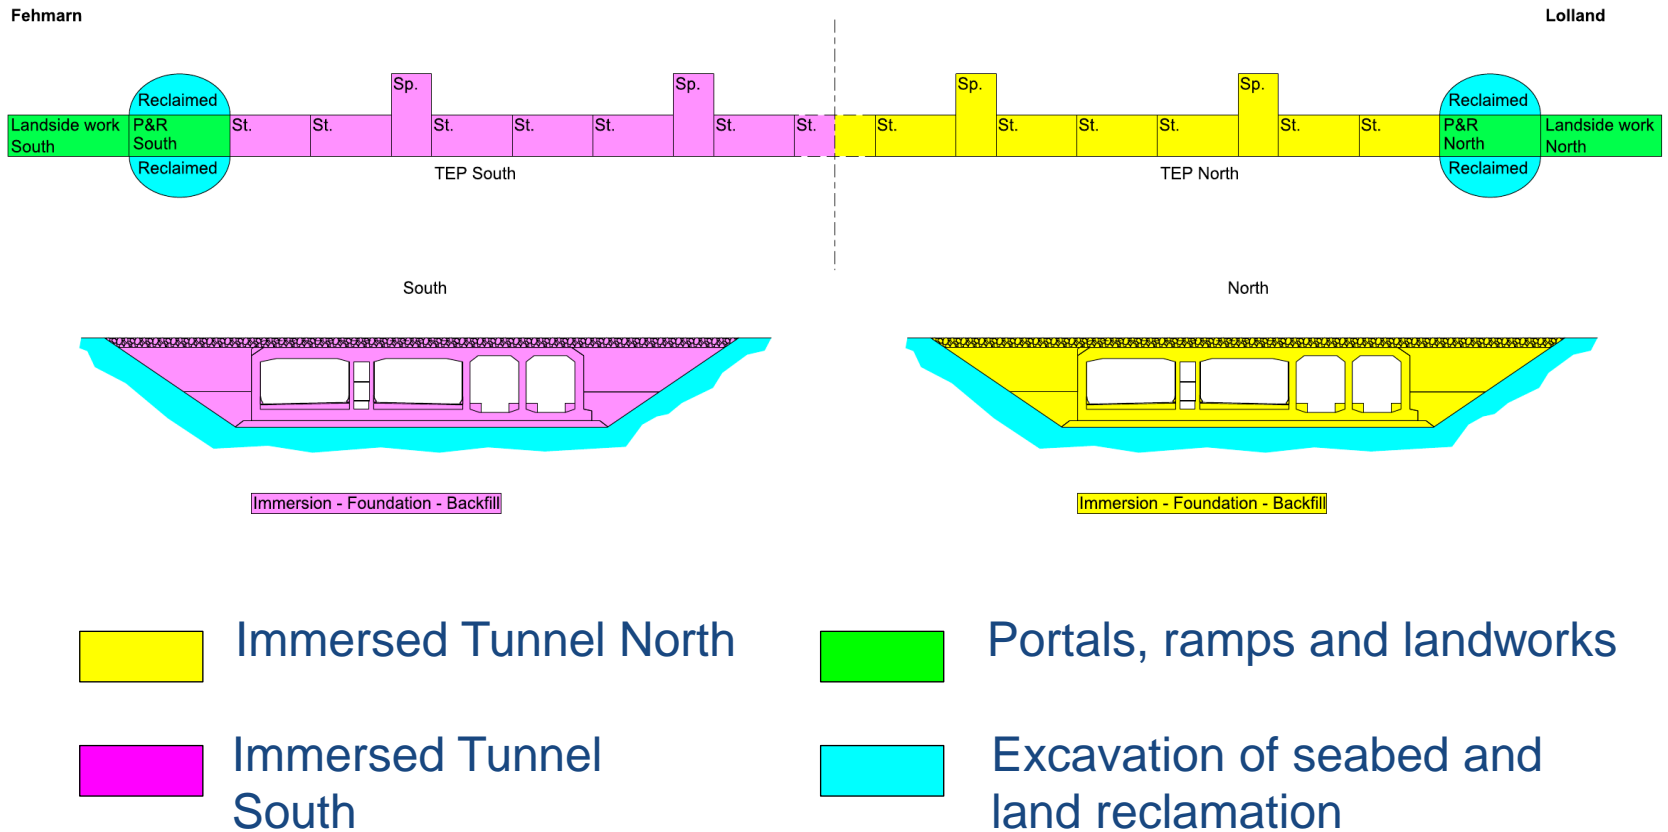 Fehmarn
Lolland
Sp.
Sp.
Sp.
Sp.
Reclaimed
Reclaimed
Landside work
South
P&R
South
St.
St.
St.
St.
St.
St.
St.
St.
St.
St.
St.
St.
St.
P&R
North
Landside work
North
Reclaimed
TEP South
TEP North
Reclaimed
South
North
Immersion - Foundation - Backfill
Immersion - Foundation - Backfill
Immersed Tunnel North
Portals, ramps and landworks
Immersed Tunnel
South
Excavation of seabed and
land reclamation